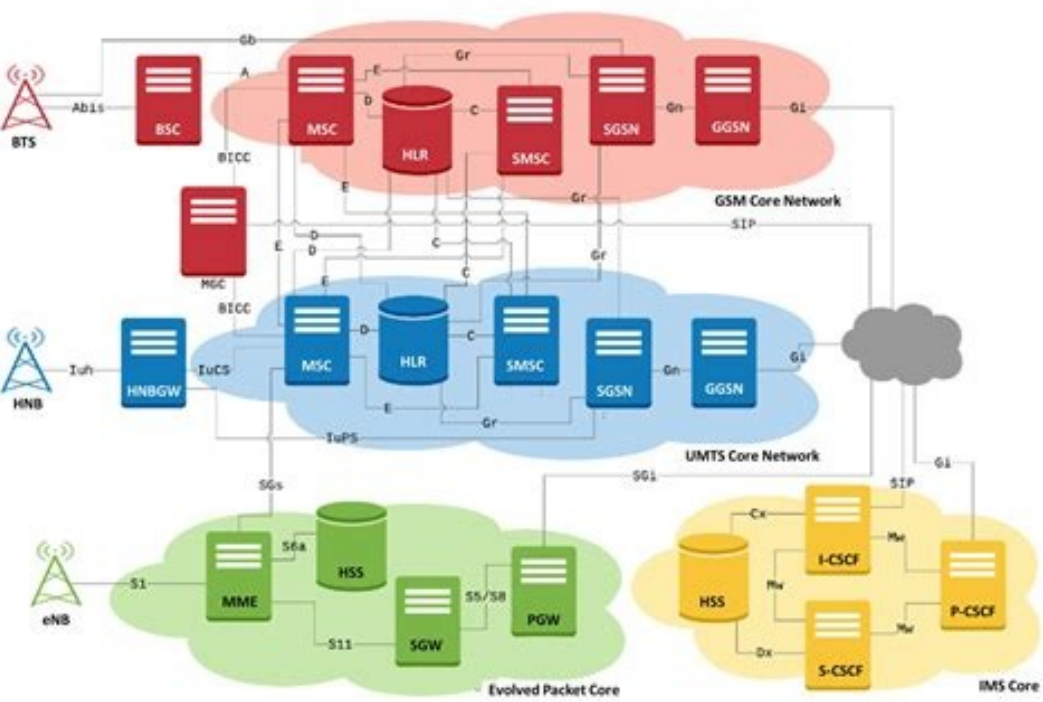 Gb
Gr
E
A
BTS
Abis
BSC
MSC
D
HLR
C
SMSC
SGSN
Gn
GGSN
Gi
BICC
E
Gr
GSM Core Network
SIP
MGC
E
D
D
C
Gr
C
E
BICC
HNB
Iuh
HNBGW
IuCS
MSC
D
HLR
C
SMSC
SGSN
Gn
GGSN
Gi
E
Gr
IuPS
UMTS Core Network
SGs
SGi
Gi
SIP
eNB
S1
MME
S6a
HSS
S11
SGW
S5/S8
PGW
Evolved Packet Core
Cx
I-CSCF
Mw
HSS
Mw
P-CSCF
Mw
Dx
S-CSCF
IMS Core